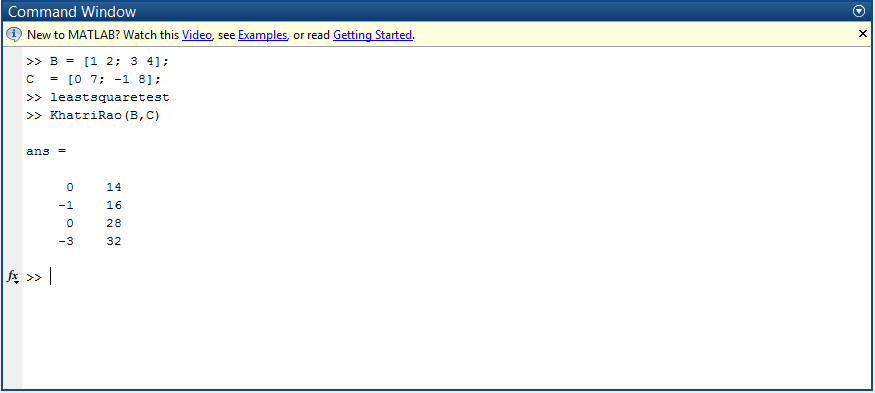 Command Window
New to MATLAB? Watch this Video, see Examples, or read Getting Started.
>> B = [1 2; 3 4];
C  = [0 7; -1 8];
>> leastsquaretest
>> KhatriRao(B,C)
ans =
0 14
-1 16
0 28
-3 32
fx >>